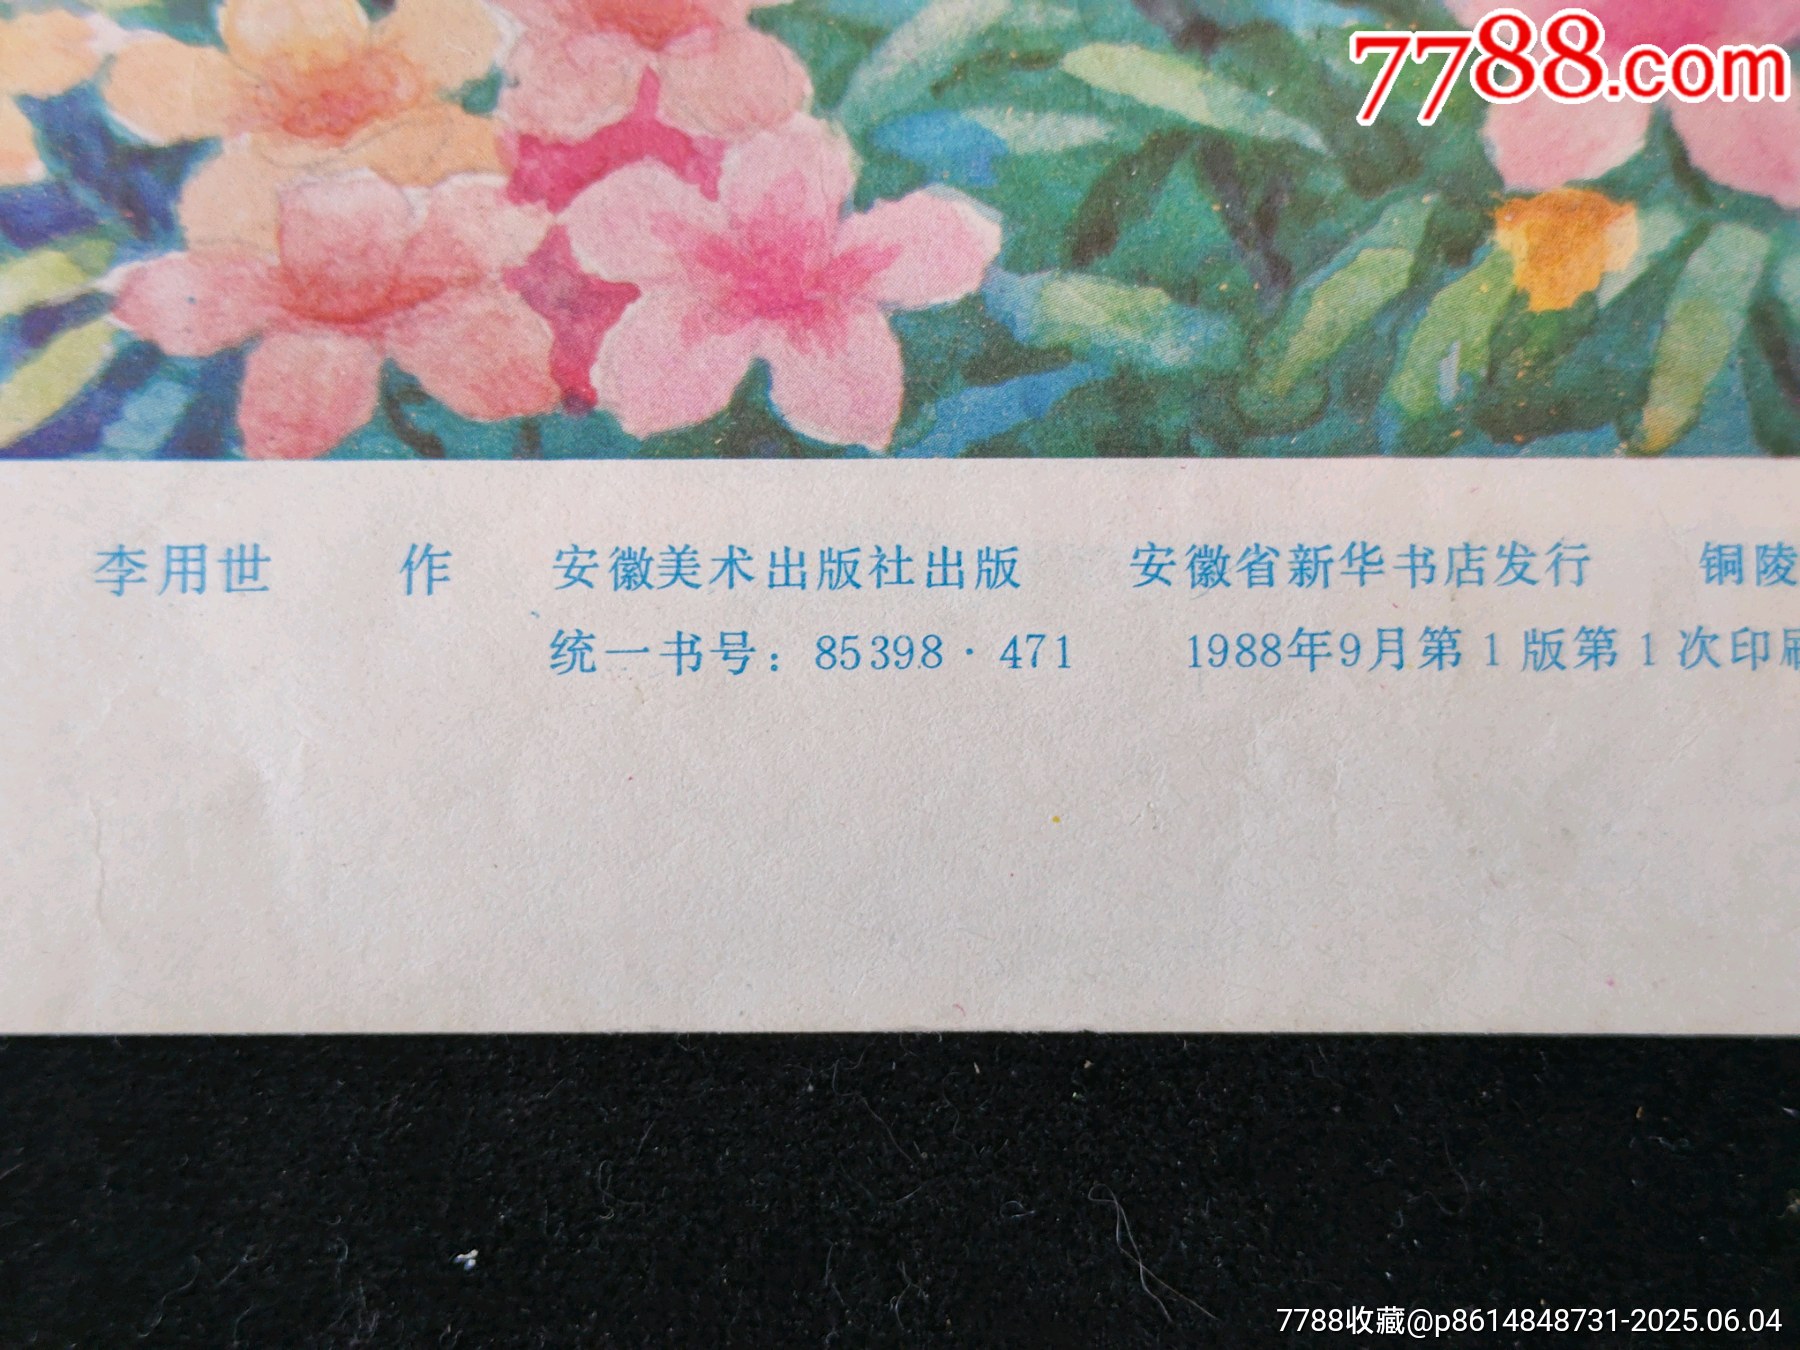 7788.com
李用世 作 安徽美术出版社出版 安徽省新华书店发行 铜陵
统一书号：85398·471 1988年9月第1版第1次印刷
7788收藏@p8614848731-2025.06.04